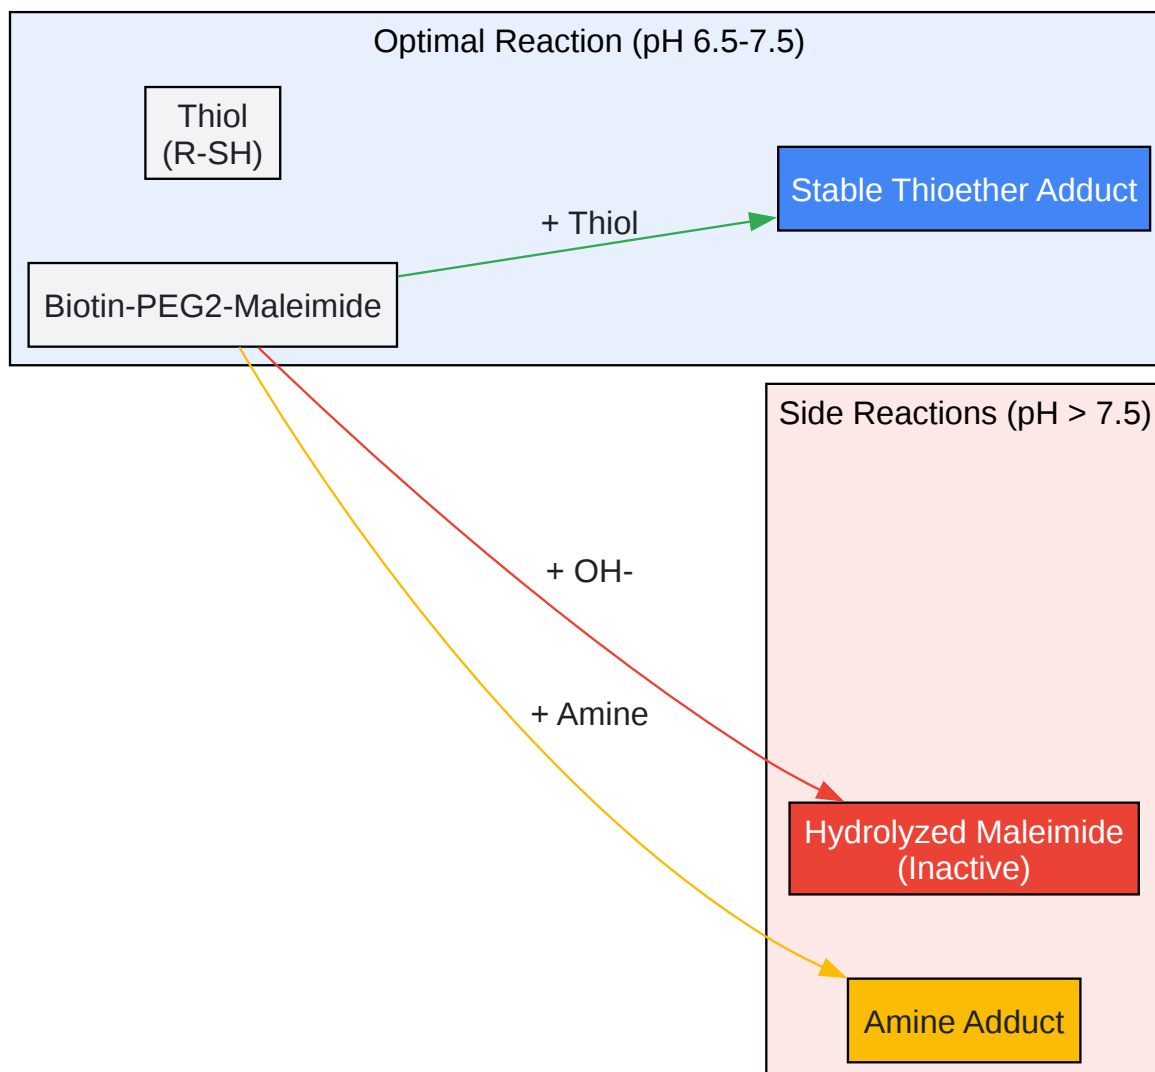 Optimal Reaction (pH 6.5-7.5)
Thiol
(R-SH)
Stable Thioether Adduct
+ Thiol
Biotin-PEG2-Maleimide
Side Reactions (pH > 7.5)
+ OH-
+ Amine
Hydrolyzed Maleimide
(Inactive)
Amine Adduct